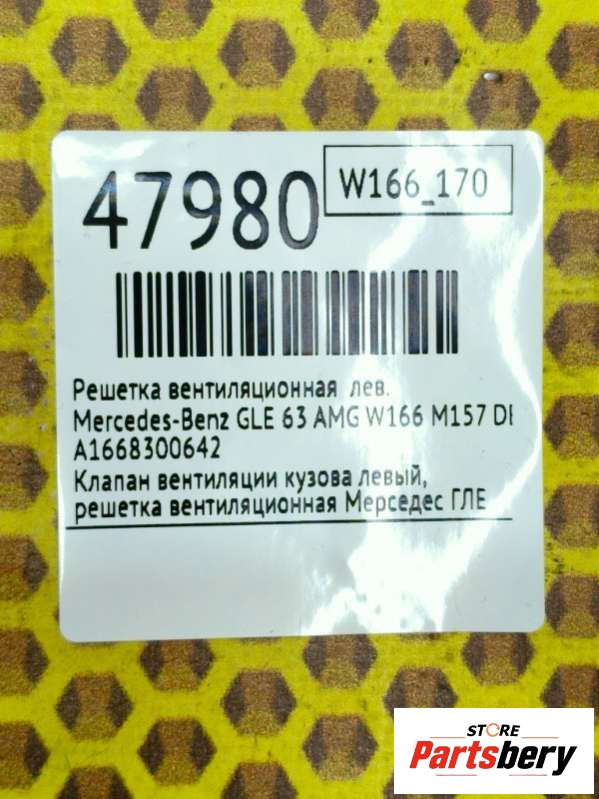 47980
W166_170
Решетка вентиляционная лев.
Mercedes-Benz GLE 63 AMG W166 M157
A1668300642
Клапан вентиляции кузова левый,
решетка вентиляционная Мерседес ГЛЕ
STORE
Partsbery